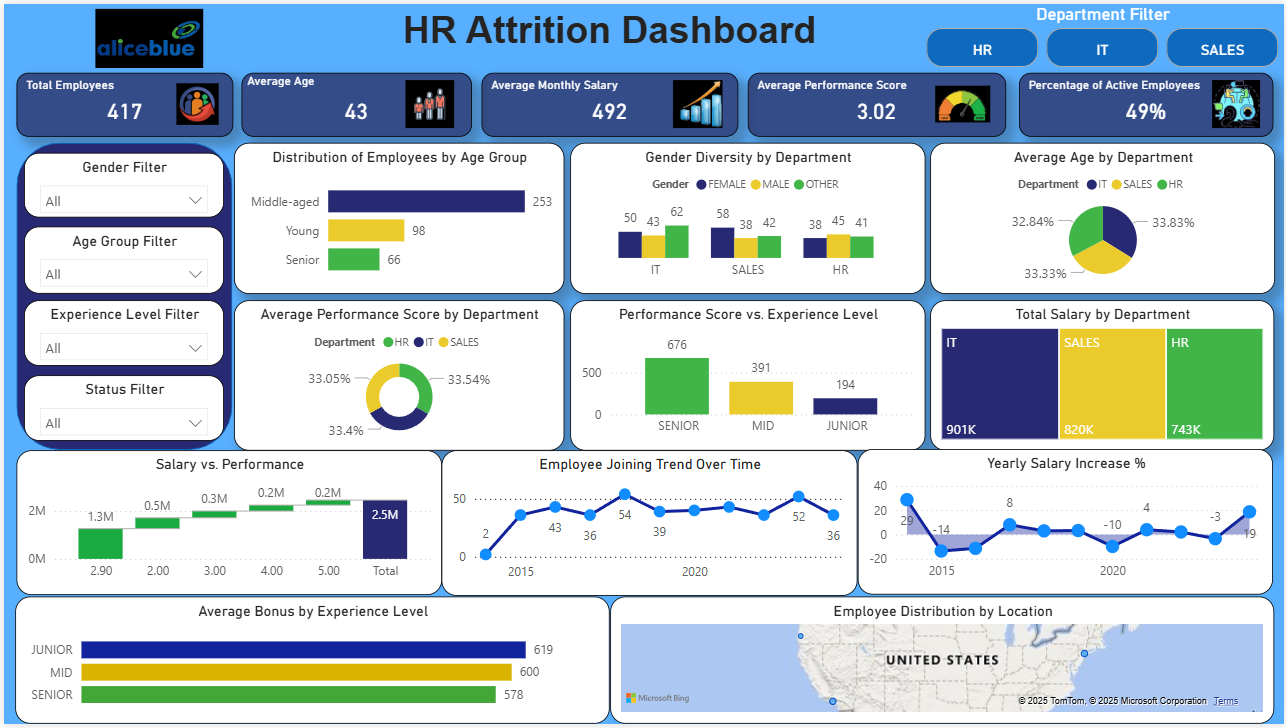 aliceblue
HR Attrition Dashboard
Department Filter
HR
IT
SALES
Total Employees
417
Average Age
43
Average Monthly Salary
492
Average Performance Score
3.02
Percentage of Active Employees
49%
Gender Filter
All
Age Group Filter
All
Experience Level Filter
All
Status Filter
All
Distribution of Employees by Age Group
Middle-aged 253
Young 98
Senior 66
Gender Diversity by Department
Gender FEMALE MALE OTHER
50 43 62 58 38 42 38 45 41
IT SALES HR
Average Age by Department
Department IT SALES HR
32.84% 33.83%
33.33%
Average Performance Score by Department
Department HR IT SALES
33.05% 33.54%
33.4%
Performance Score vs. Experience Level
676
391
194
500
0
SENIOR MID JUNIOR
Total Salary by Department
IT SALES HR
901K 820K 743K
Salary vs. Performance
1.3M 0.5M 0.3M 0.2M 0.2M
2.5M
2M
0M
2.90 2.00 3.00 4.00 5.00 Total
Employee Joining Trend Over Time
50
0
2 43 36 54 39 52 36
2015 2020
Yearly Salary Increase %
40
20
0
-20
29 -14 8 -10 4 -3 19
2015 2020
Average Bonus by Experience Level
JUNIOR 619
MID 600
SENIOR 578
Employee Distribution by Location
UNITED STATES
Microsoft Bing
© 2025 TomTom, © 2025 Microsoft Corporation Terms